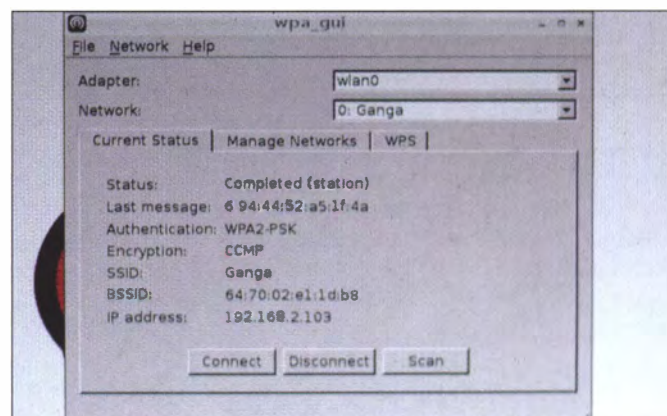 wpa_gui
File Network Help
Adapter: wlan0
Network: 0: Ganga
Current Status Manage Networks WPS
Status: Completed (station)
Last message: 6 94:44:52:a5:1f:4a
Authentication: WPA2-PSK
Encryption: CCMP
SSID: Ganga
BSSID: 64:70:02:e1:1d:b8
IP address: 192.168.2.103
Connect Disconnect Scan